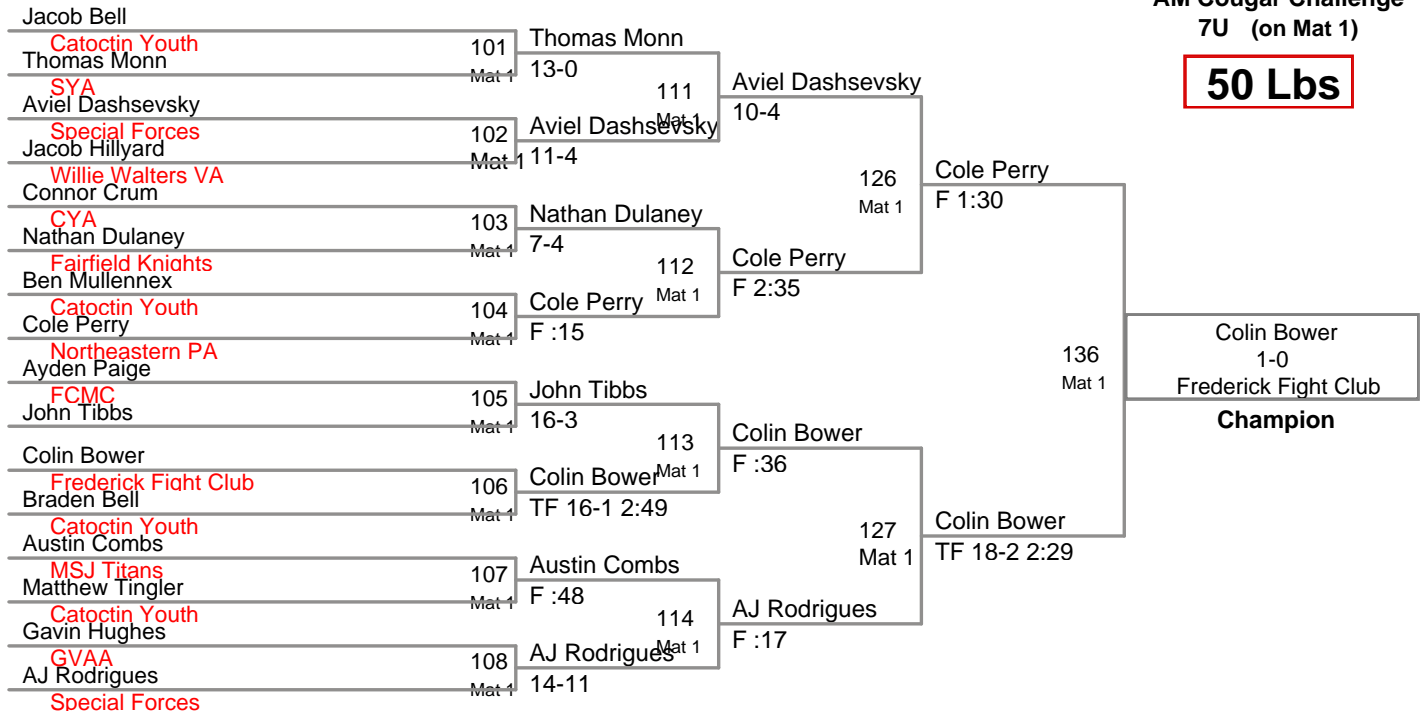 AM Cougar Challenge
7U (on Mat 1)
50 Lbs
Jacob Bell
Catoctin Youth
Thomas Monn
SYA
Aviel Dashsevsky
Special Forces
Jacob Hillyard
Willie Walters VA
Connor Crum
CYA
Nathan Dulaney
Fairfield Knights
Ben Mullennex
Catoctin Youth
Cole Perry
Northeastern PA
Ayden Paige
FCMC
John Tibbs
Colin Bower
Frederick Fight Club
Braden Bell
Catoctin Youth
Austin Combs
MSJ Titans
Matthew Tingler
Catoctin Youth
Gavin Hughes
GVAA
AJ Rodrigues
Special Forces
101
Mat 1
Thomas Monn
13-0
102
Mat 1
Aviel Dashsevsky
11-4
103
Mat 1
Nathan Dulaney
7-4
104
Mat 1
Cole Perry
F :15
105
Mat 1
John Tibbs
16-3
106
Mat 1
Colin Bower
TF 16-1 2:49
107
Mat 1
Austin Combs
F :48
108
Mat 1
AJ Rodrigues
14-11
111
Mat 1
Aviel Dashsevsky
10-4
112
Mat 1
Cole Perry
F 2:35
113
Mat 1
Colin Bower
F :36
114
Mat 1
AJ Rodrigues
F :17
126
Mat 1
Cole Perry
F 1:30
127
Mat 1
Colin Bower
TF 18-2 2:29
136
Mat 1
Colin Bower
1-0
Frederick Fight Club
Champion